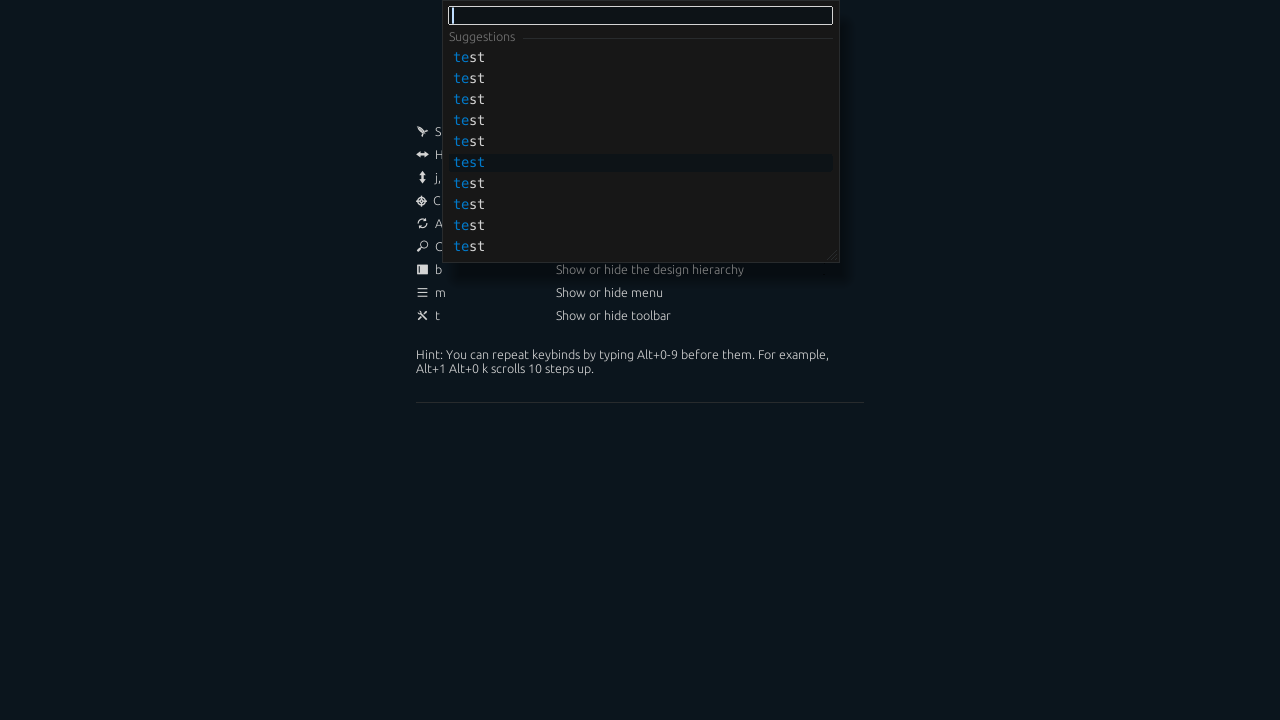 Suggestions
test
test
test
test
test
test
test
test
test
test
S
H
j,
C
A
b Show or hide the design hierarchy
m Show or hide menu
t Show or hide toolbar
Hint: You can repeat keybinds by typing Alt+0-9 before them. For example,
Alt+1 Alt+0 k scrolls 10 steps up.